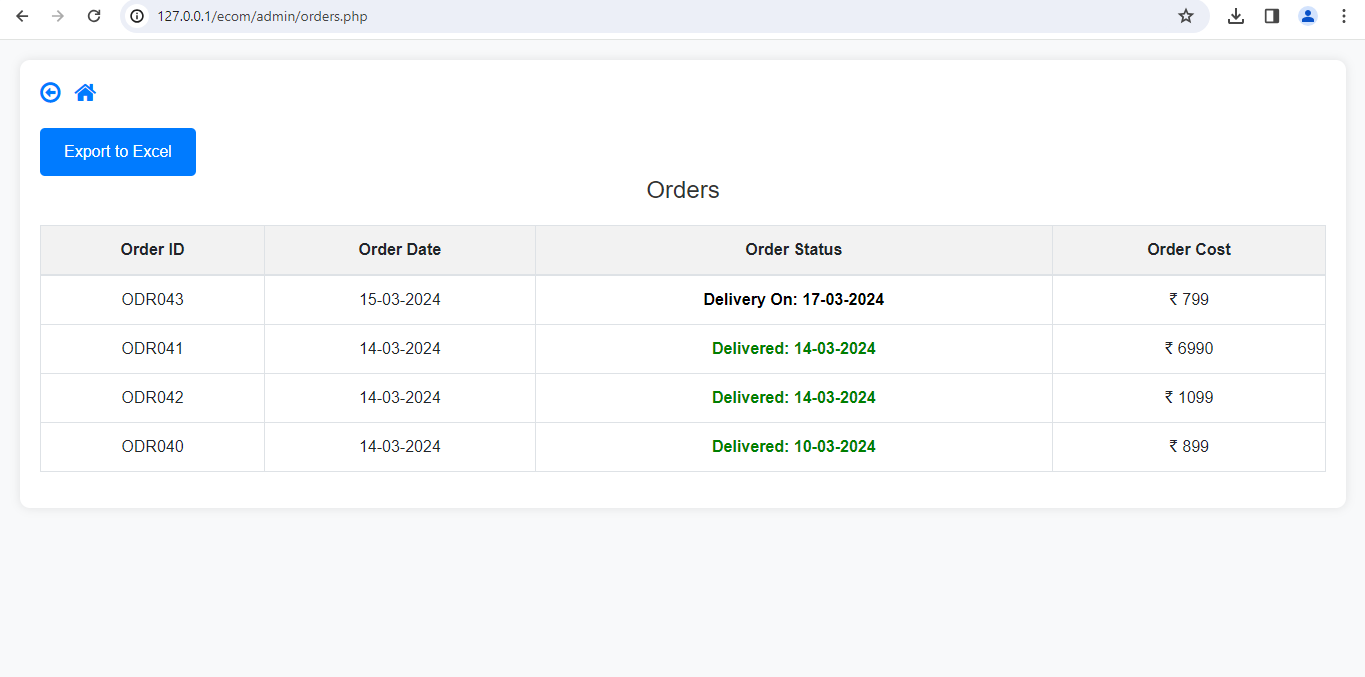 127.0.0.1/ecom/admin/orders.php
Export to Excel
Orders
Order ID Order Date Order Status Order Cost
ODR043 15-03-2024 Delivery On: 17-03-2024 ₹ 799
ODR041 14-03-2024 Delivered: 14-03-2024 ₹ 6990
ODR042 14-03-2024 Delivered: 14-03-2024 ₹ 1099
ODR040 14-03-2024 Delivered: 10-03-2024 ₹ 899